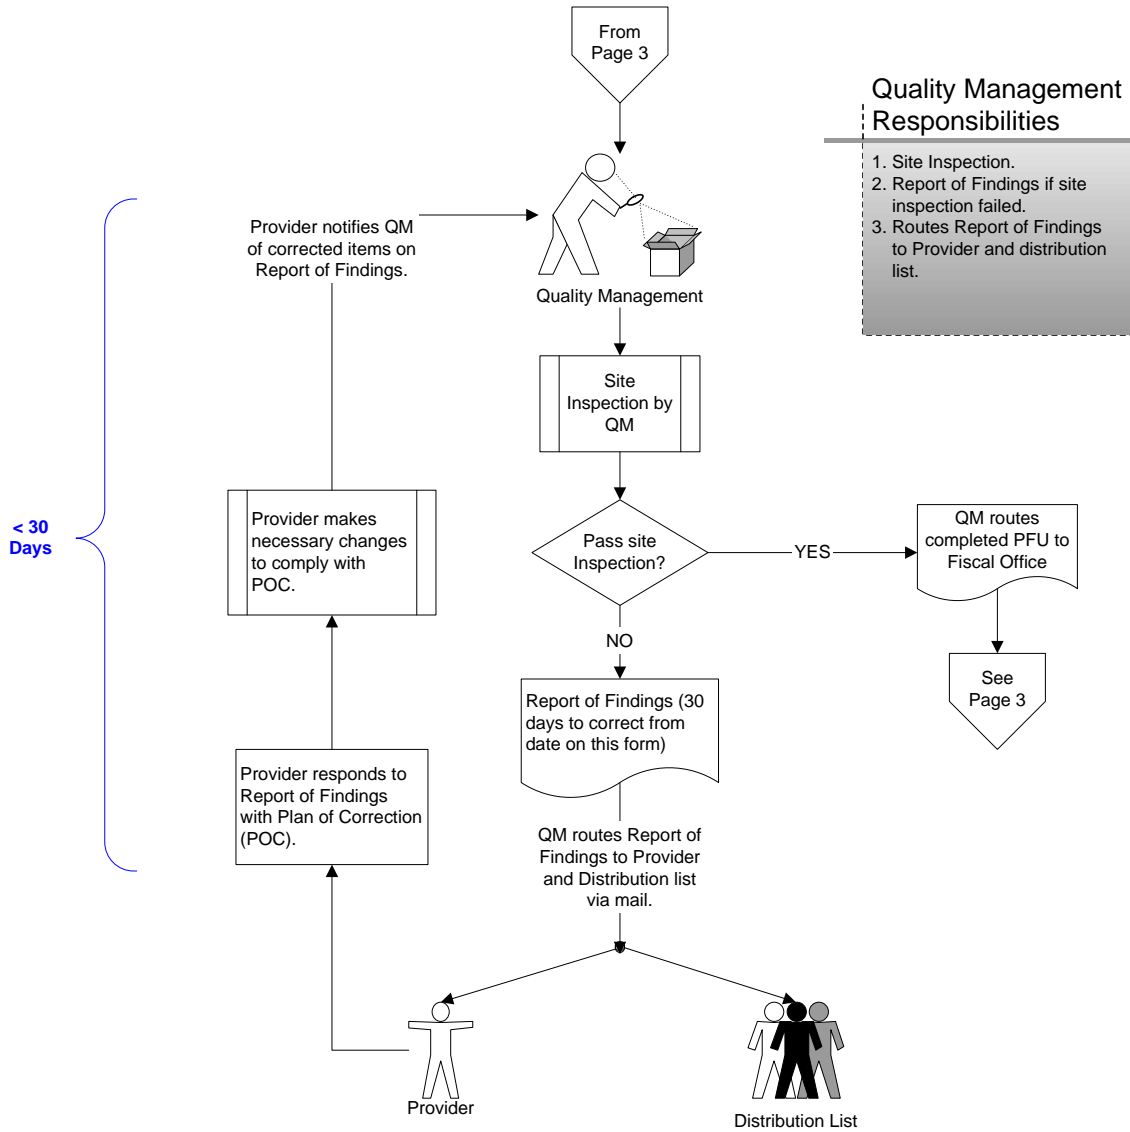 From
Page 3
Quality Management
Responsibilities
1. Site Inspection.
2. Report of Findings if site
inspection failed.
3. Routes Report of Findings
to Provider and distribution
list.
Provider notifies QM
of corrected items on
Report of Findings.
Quality Management
Site
Inspection by
QM
< 30
Days
Provider makes
necessary changes
to comply with
POC.
Pass site
Inspection?
YES
QM routes
completed PFU to
Fiscal Office
NO
See
Page 3
Report of Findings (30
days to correct from
date on this form)
Provider responds to
Report of Findings
with Plan of Correction
(POC).
QM routes Report of
Findings to Provider
and Distribution list
via mail.
Provider
Distribution List